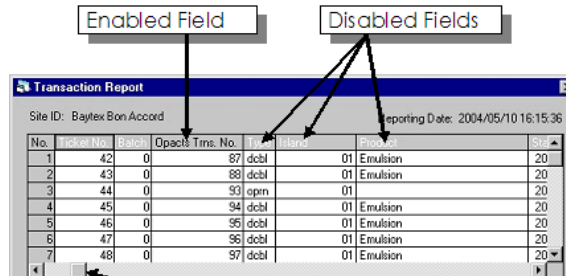 Enabled Field Disabled Fields
Transaction Report
Site ID: Baytex Bon Accord Reporting Date: 2004/05/10 16:15:36
No. Ticket No. Batch Opacts Trns. No. Type Island Product Sta
1 42 0 87 dcbl 01 Emulsion 20
2 43 0 88 dcbl 01 Emulsion 20
3 44 0 93 oprn 01 20
4 45 0 94 dcbl 01 Emulsion 20
5 46 0 95 dcbl 01 Emulsion 20
6 47 0 96 dcbl 01 Emulsion 20
7 48 0 97 dcbl 01 Emulsion 20